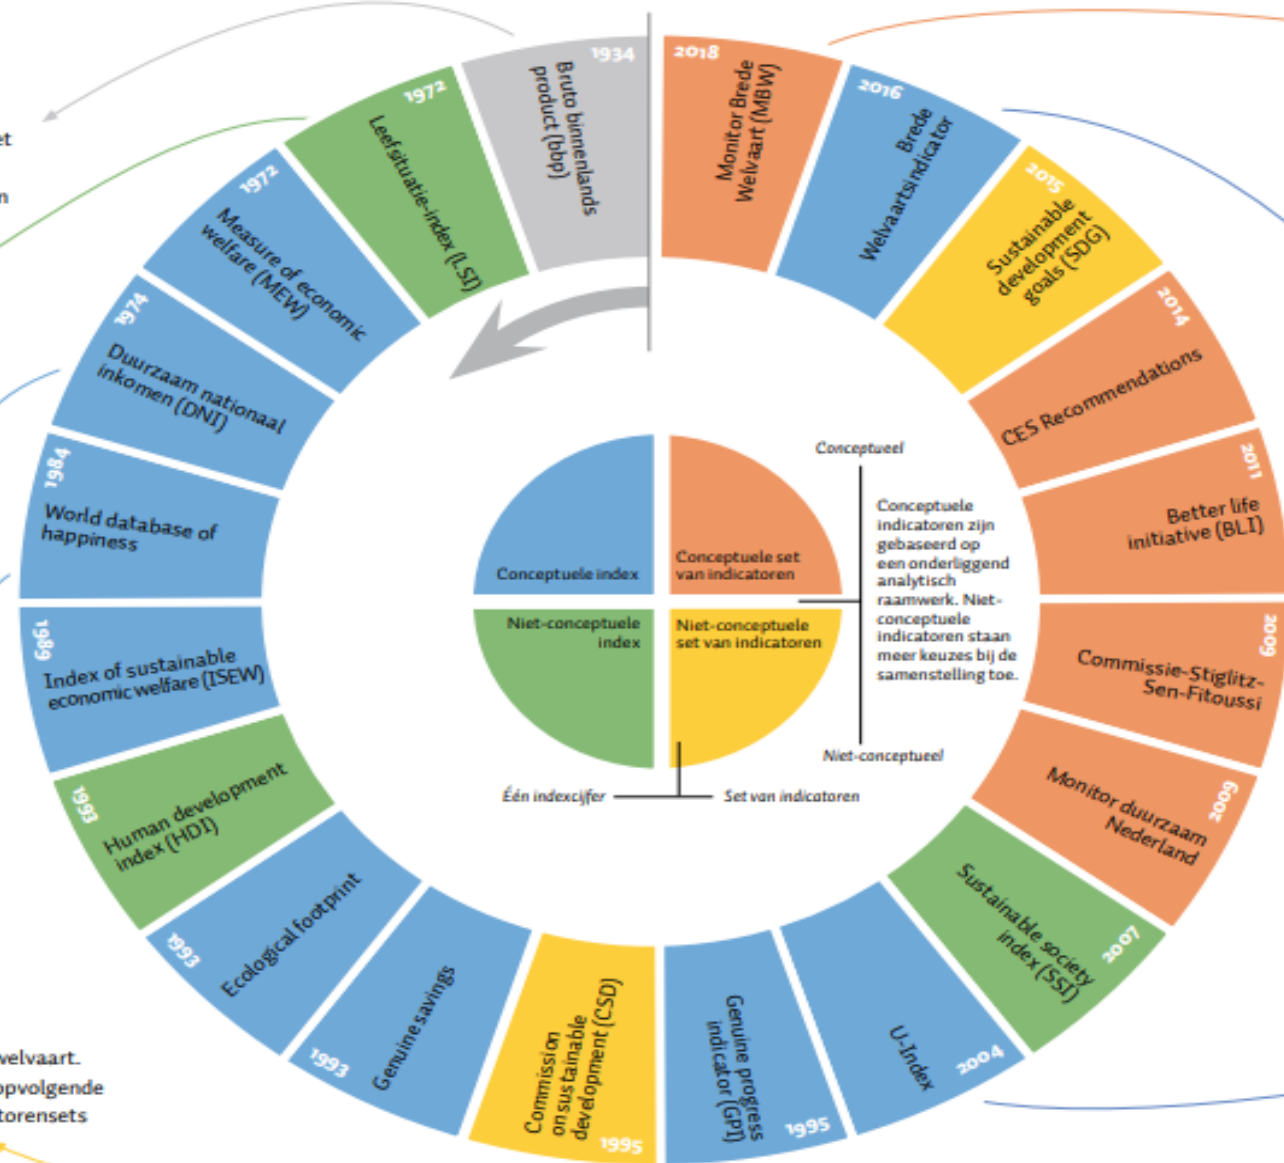 1934
Bruto binnenlands
product (bbp)
1972
Leefsituatie-index (LSI)
1972
Measure of economic
welfare (MEW)
1974
Duurzaam nationaal
inkomen (DNI)
1984
World database of
happiness
1989
Index of sustainable
economic welfare (ISEW)
1993
Human development
index (HDI)
1993
Ecological footprint
1993
Genuine savings
1995
Commission
on sustainable
development (CSD)
1995
Genuine progress
indicator (GPI)
2004
U-Index
2007
Sustainable society
index (SSI)
2009
Monitor duurzaam
Nederland
2009
Commissie-Stiglitz-
Sen-Fitoussi
2011
Better life
initiative (BLI)
2014
CES Recommendations
2015
Sustainable
development
goals (SDG)
2016
Brede
Welvaartsindicator
2018
Monitor Brede
Welvaart (MBW)
Conceptuele index
Conceptuele set
van indicatoren
Niet-conceptuele
index
Niet-conceptuele
set van indicatoren
Conceptueel
Conceptuele
indicatoren zijn
gebaseerd op
een onderliggend
analytisch
raamwerk. Niet-
conceptuele
indicatoren staan
meer keuzes bij de
samenstelling toe.
Niet-conceptueel
Één indexcijfer
Set van indicatoren
et
n
welvaart.
opvolgende
torensets